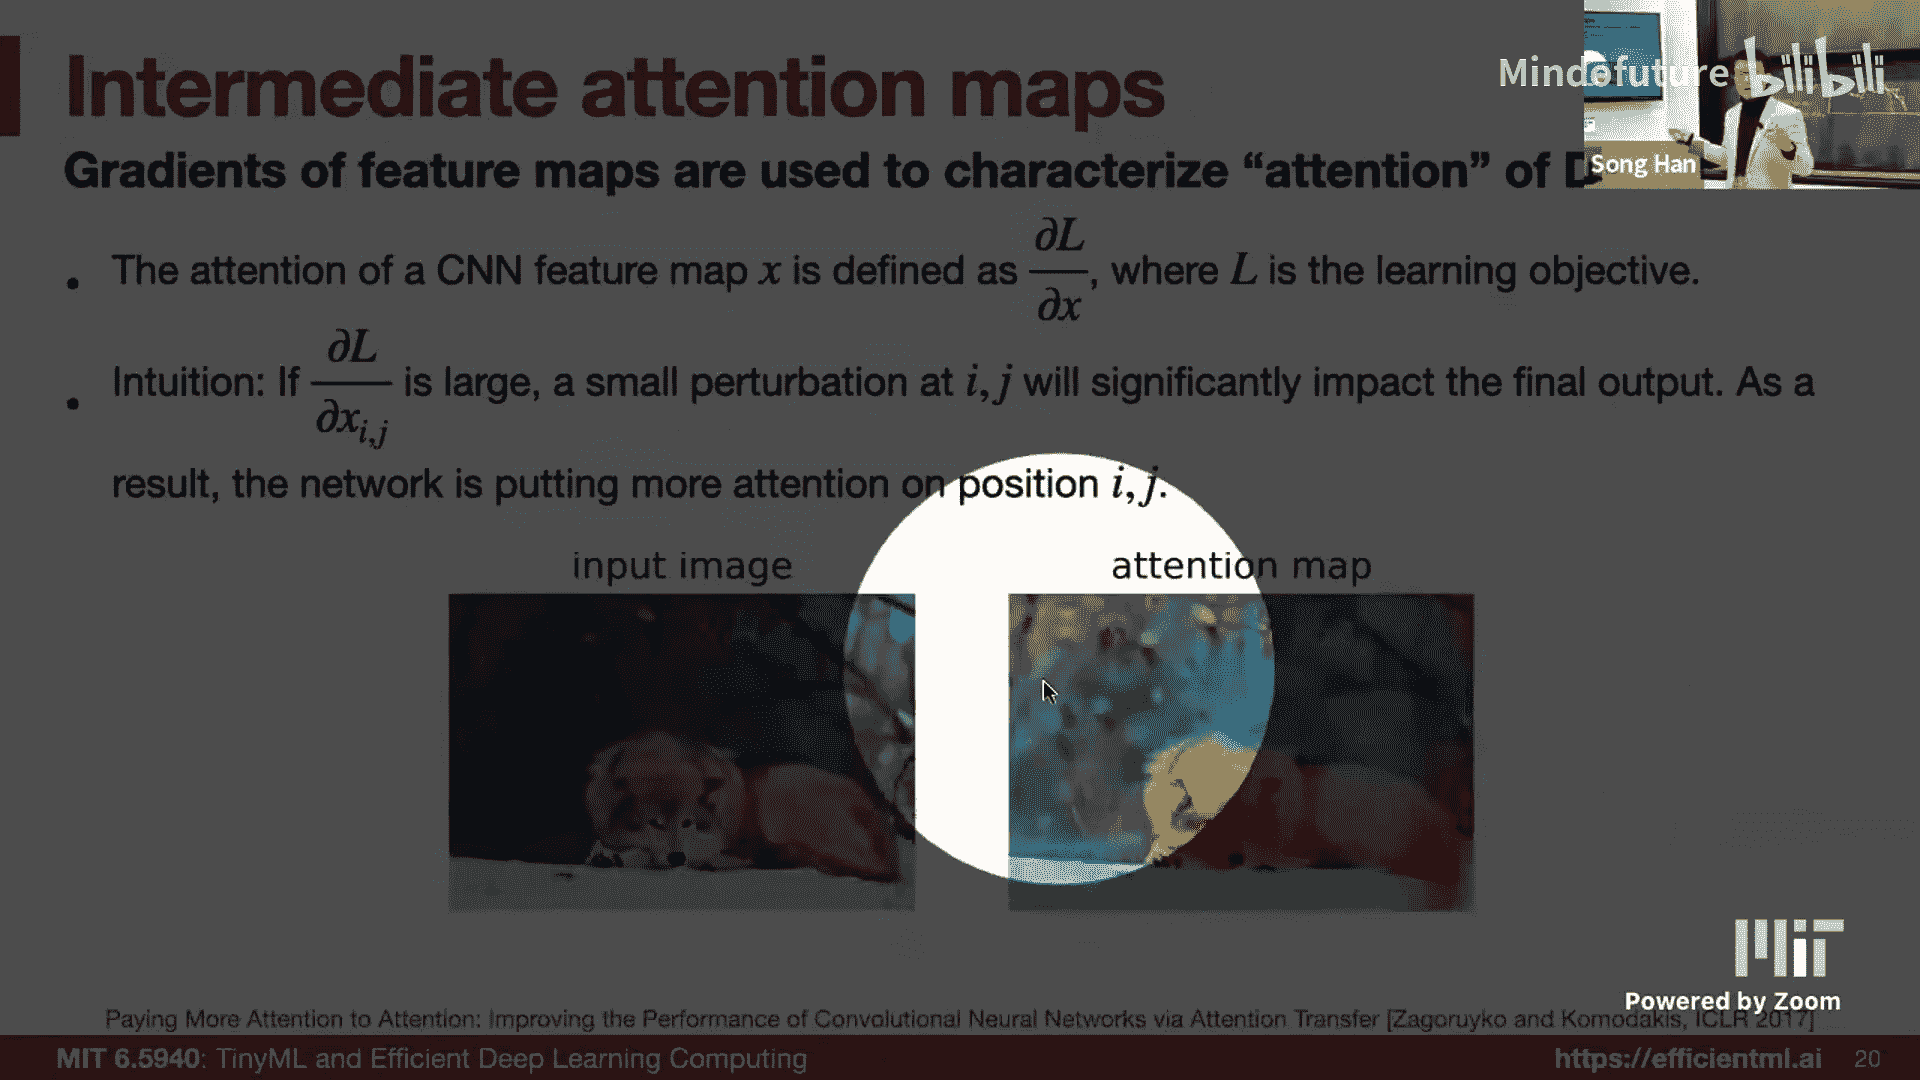 Intermediate attention maps
Mindofuture bilibili
Song Han
Gradients of feature maps are used to characterize “attention” of D
The attention of a CNN feature map x is defined as ∂L/∂x, where L is the learning objective.
Intuition: If ∂L/∂x_{i,j} is large, a small perturbation at i, j will significantly impact the final output. As a
result, the network is putting more attention on position i, j.
input image
attention map
MIT
Powered by Zoom
Paying More Attention to Attention: Improving the Performance of Convolutional Neural Networks via Attention Transfer [Zagoruyko and Komodakis, ICLR 2017]
MIT 6.5940: TinyML and Efficient Deep Learning Computing
https://efficientml.ai 20